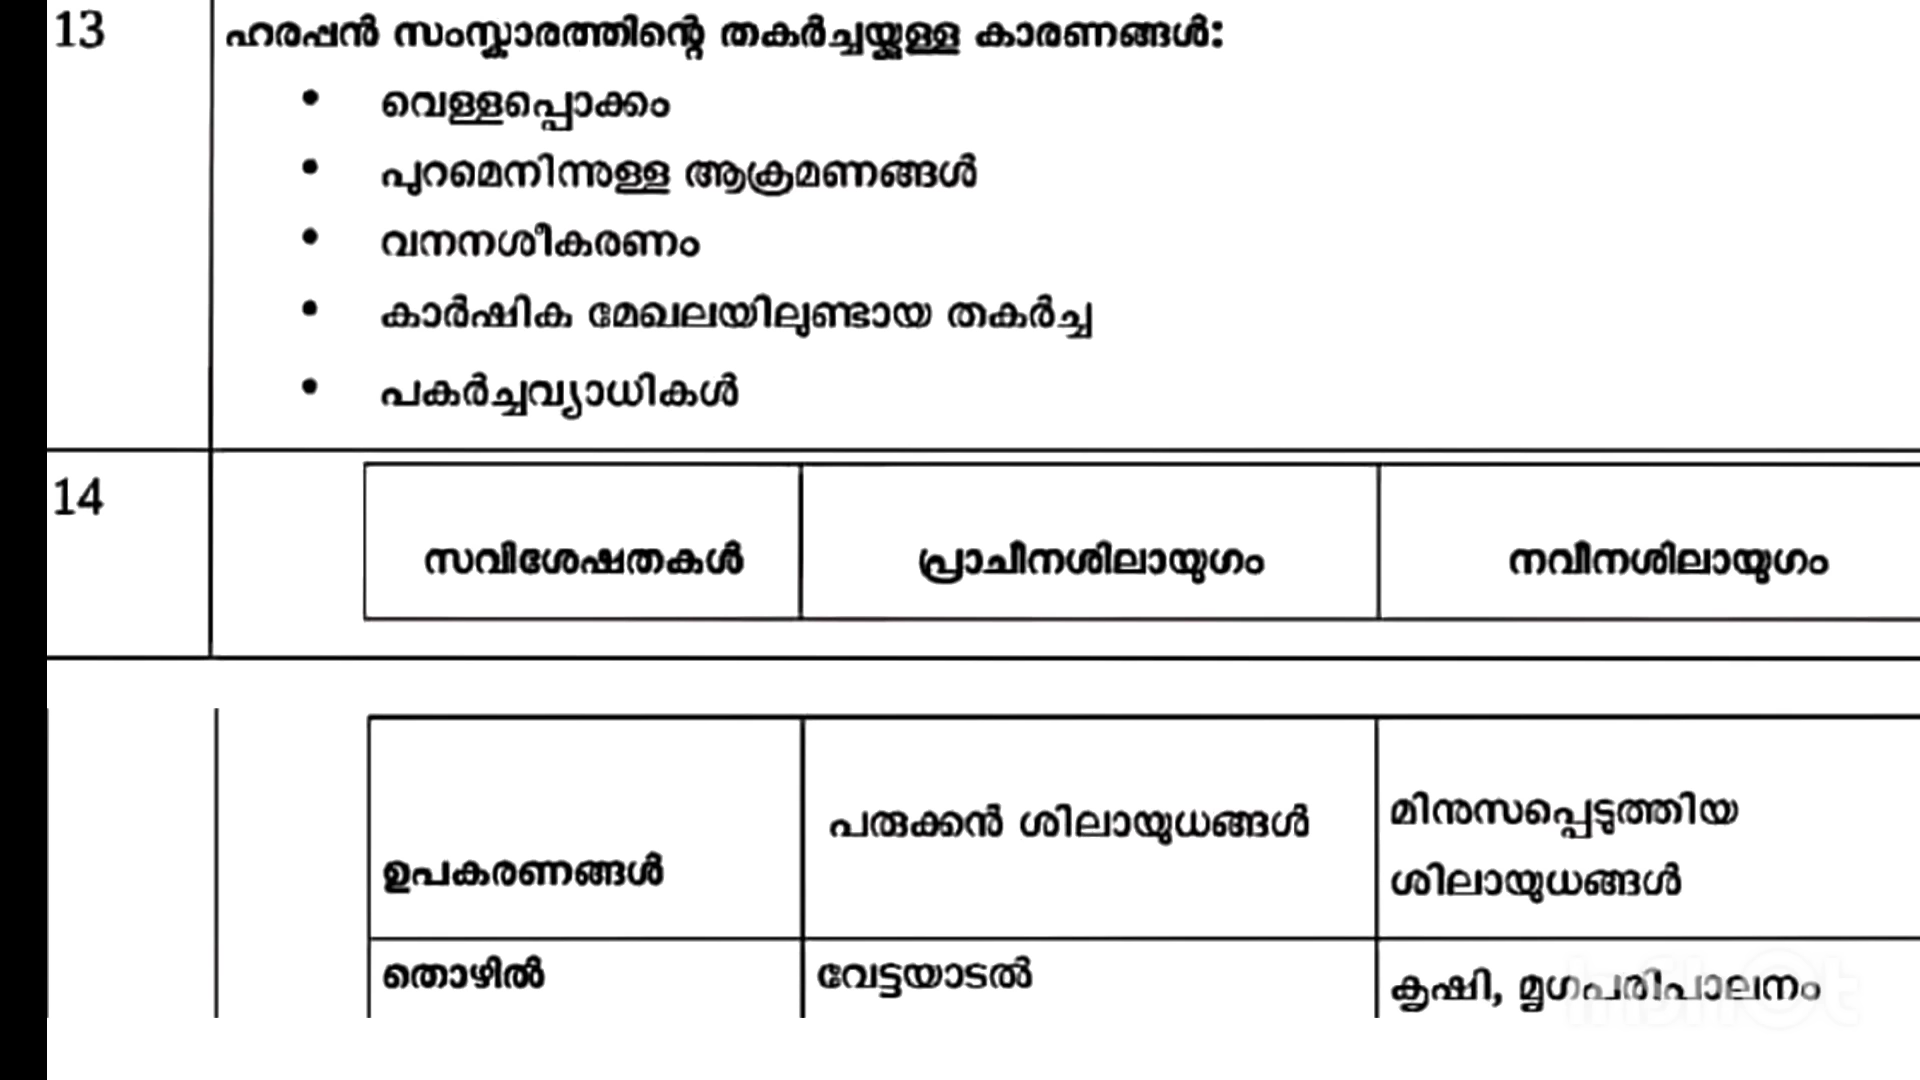 13
ഹരപ്പൻ സംസ്കാരത്തിന്റെ തകർച്ചയ്ക്കുള്ള കാരണങ്ങൾ:
• വെള്ളപ്പൊക്കം
• പുറമെനിന്നുള്ള ആക്രമണങ്ങൾ
• വനനശീകരണം
• കാർഷിക മേഖലയിലുണ്ടായ തകർച്ച
• പകർച്ചവ്യാധികൾ
14
സവിശേഷതകൾ പ്രാചീനശിലായുഗം നവീനശിലായുഗം
ഉപകരണങ്ങൾ
പരുക്കൻ ശിലായുധങ്ങൾ
മിനുസപ്പെടുത്തിയ
ശിലായുധങ്ങൾ
തൊഴിൽ വേട്ടയാടൽ കൃഷി, മൃഗപരിപാലനം
InShOt